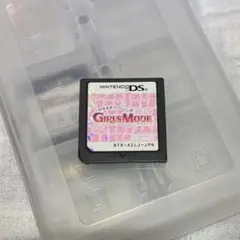 NINTENDO DS
GIRLS MODE
NTR-AZLJ-JPN